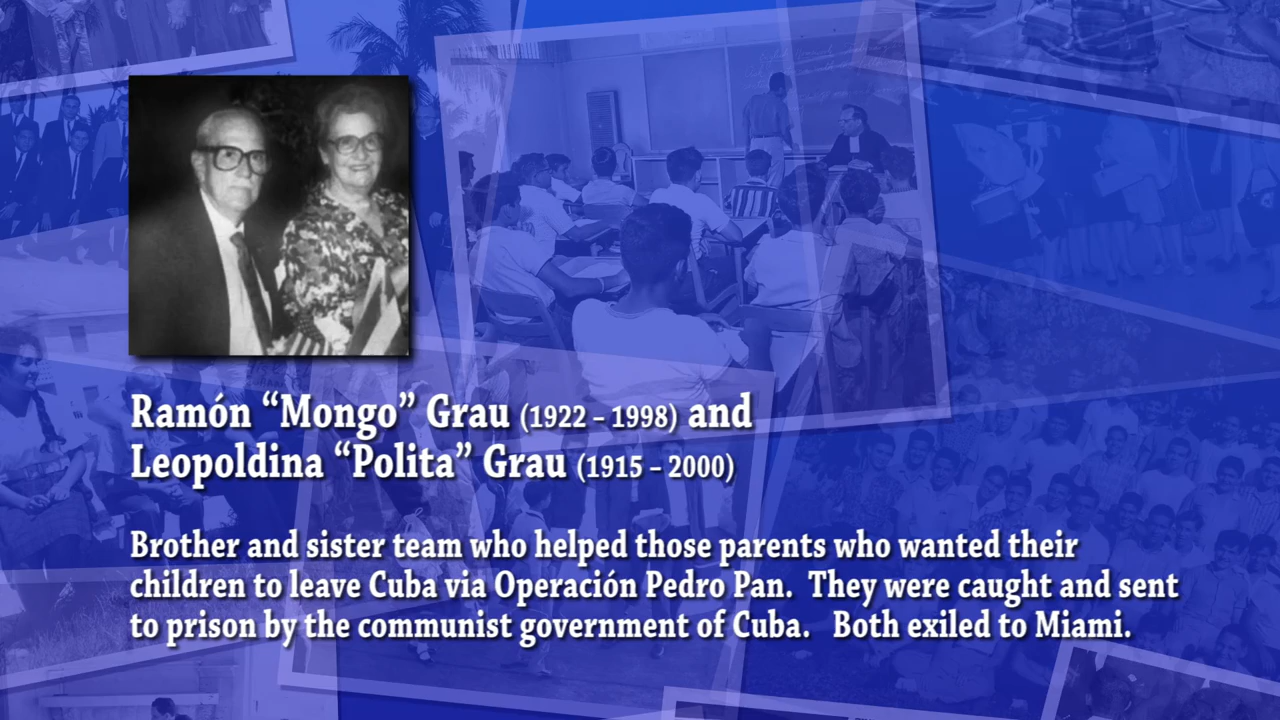 Ramón “Mongo” Grau (1922 – 1998) and
Leopoldina “Polita” Grau (1915 – 2000)
Brother and sister team who helped those parents who wanted their
children to leave Cuba via Operación Pedro Pan.  They were caught and sent
to prison by the communist government of Cuba.   Both exiled to Miami.